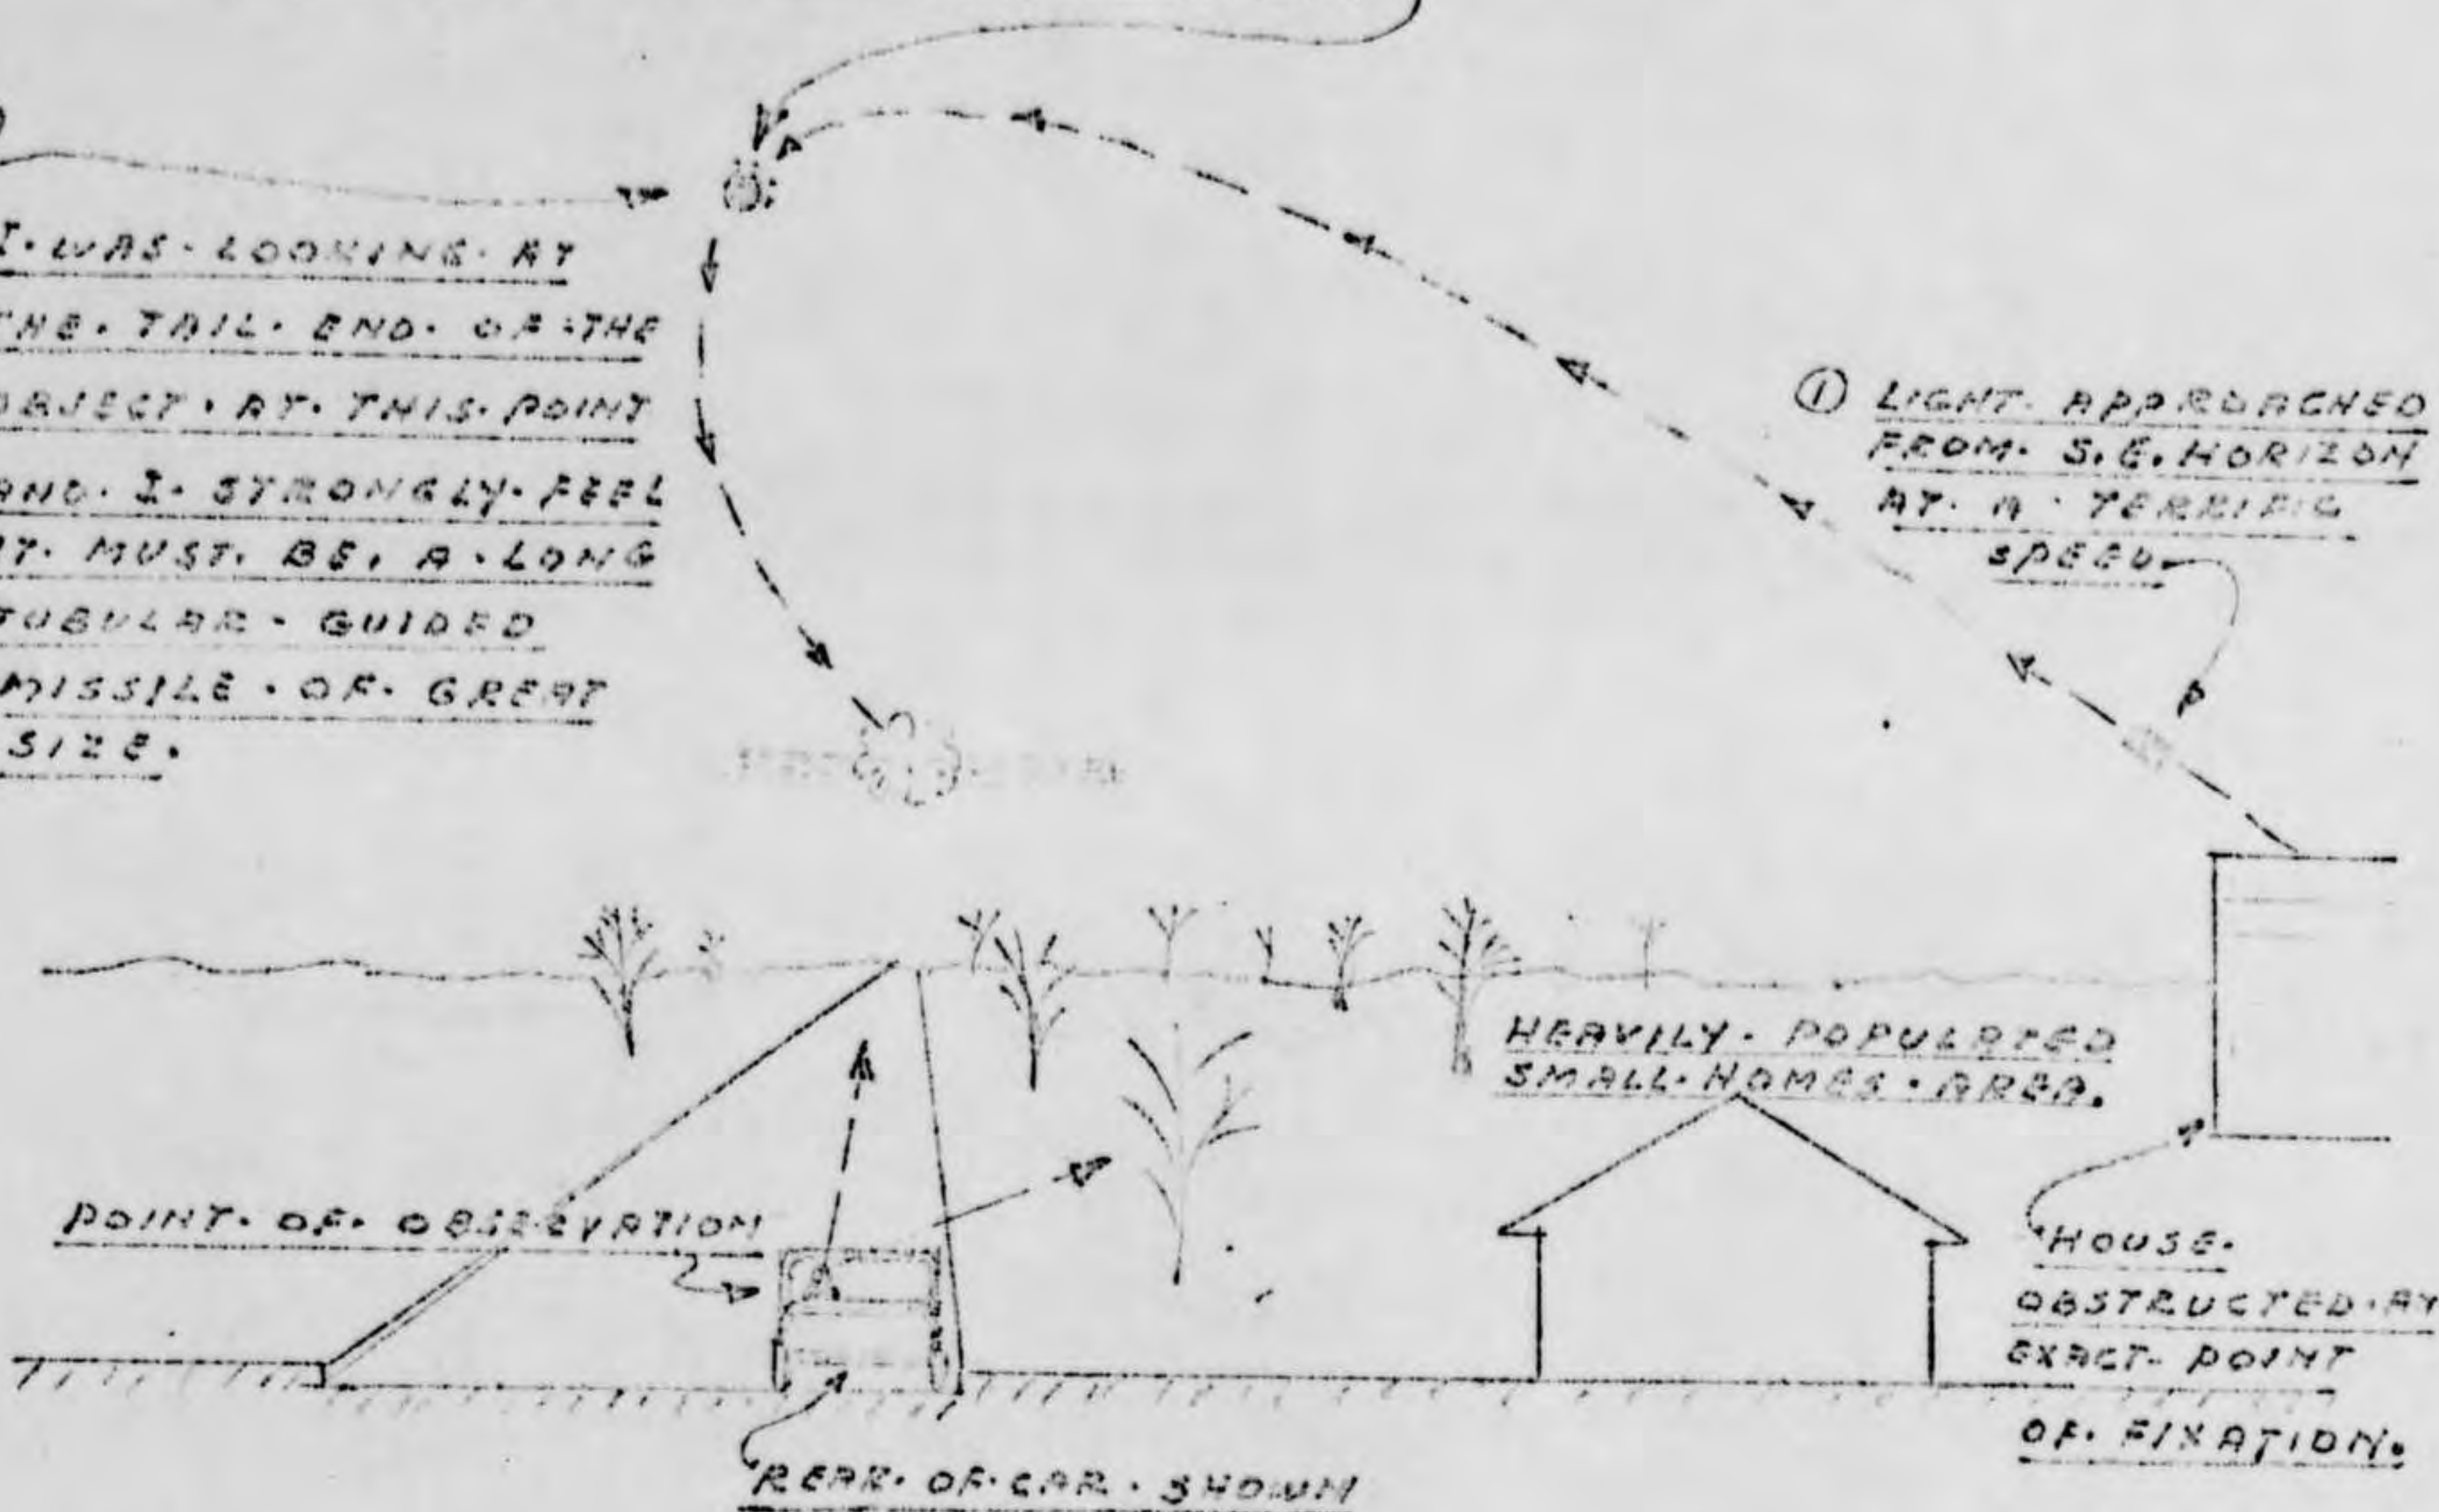 I. WAS. LOOKING. AT
THE. TAIL. END. OF. THE
OBJECT. AT. THIS. POINT
AND. I. STRONGLY. FEEL
IT. MUST. BE. A. LONG
TUBULAR. GUIDED
MISSILE. OF. GREAT
SIZE.
① LIGHT. APPROACHED
FROM. S.E. HORIZON
AT. A. TERRIFIC
SPEED.
HEAVILY. POPULATED
SMALL. HOMES. AREA.
POINT. OF. OBSERVATION
HOUSE.
OBSTRUCTED. AT
EXACT. POINT
OF. FIXATION.
REAR. OF. CAR. SHOWN